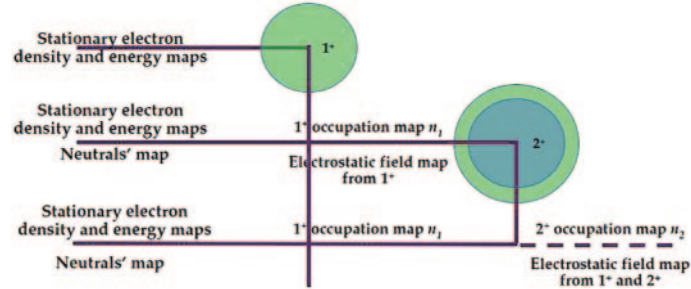 Stationary electron
density and energy maps
1⁺
Stationary electron
density and energy maps
Neutrals' map
1⁺ occupation map n₁
Electrostatic field map
from 1⁺
2⁺
Stationary electron
density and energy maps
Neutrals' map
1⁺ occupation map n₁
2⁺ occupation map n₂
Electrostatic field map
from 1⁺ and 2⁺